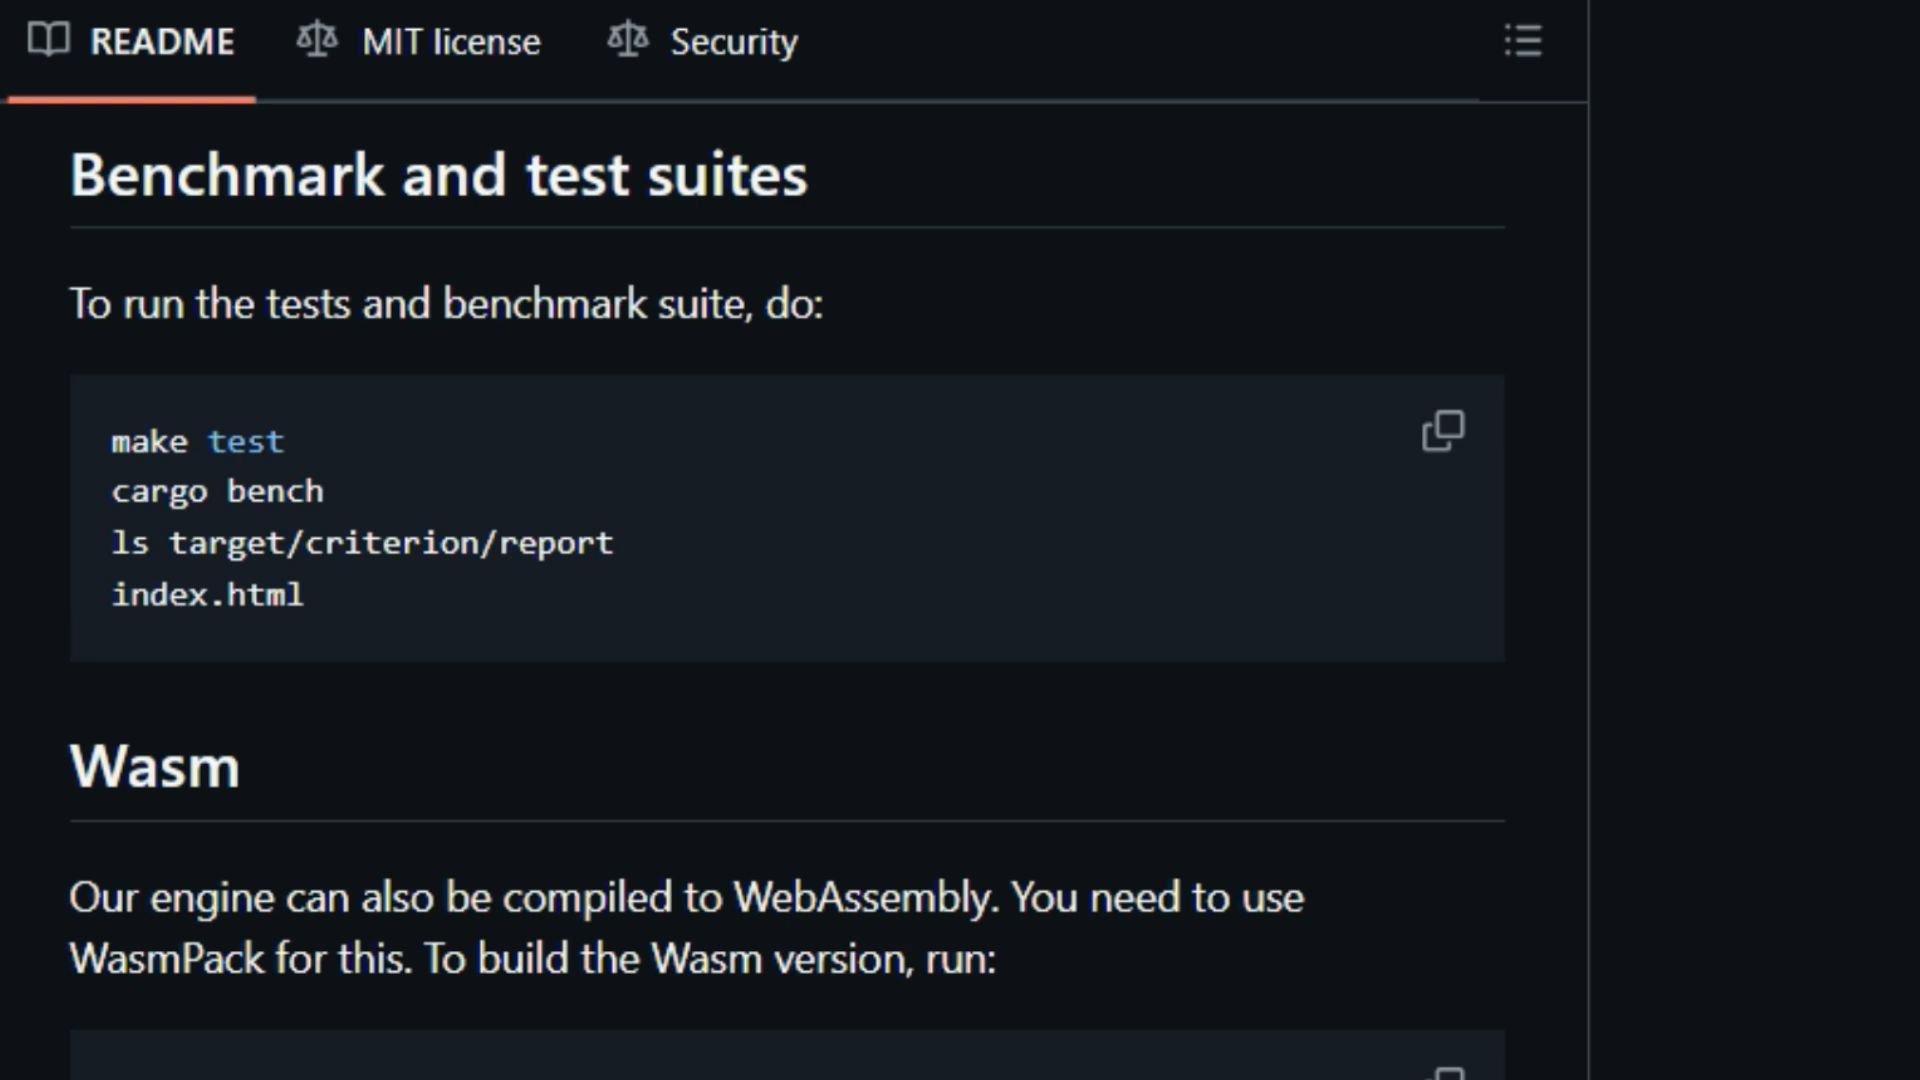 README MIT license Security
Benchmark and test suites
To run the tests and benchmark suite, do:
make test
cargo bench
ls target/criterion/report
index.html
Wasm
Our engine can also be compiled to WebAssembly. You need to use
WasmPack for this. To build the Wasm version, run: